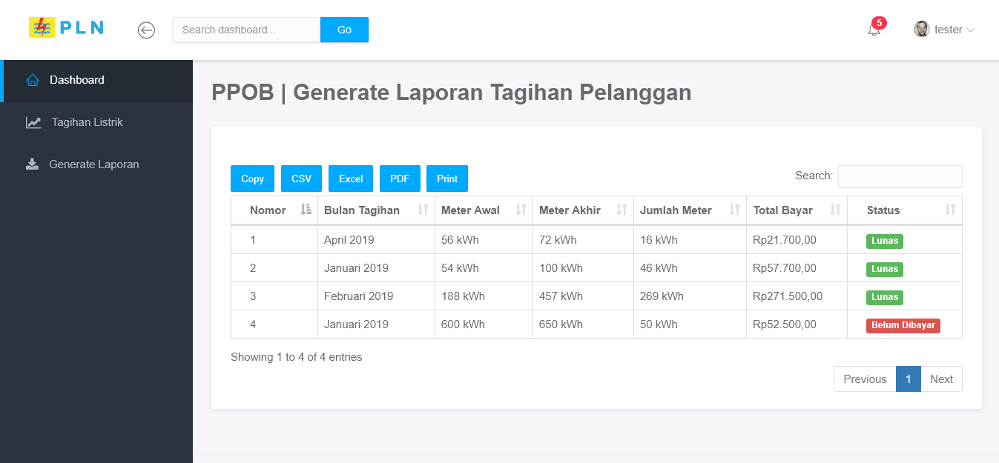 PLN
Search dashboard...
Go
5
tester
Dashboard
Tagihan Listrik
Generate Laporan
PPOB | Generate Laporan Tagihan Pelanggan
Copy CSV Excel PDF Print
Search:
Nomor Bulan Tagihan Meter Awal Meter Akhir Jumlah Meter Total Bayar Status
1 April 2019 56 kWh 72 kWh 16 kWh Rp21.700,00 Lunas
2 Januari 2019 54 kWh 100 kWh 46 kWh Rp57.700,00 Lunas
3 Februari 2019 188 kWh 457 kWh 269 kWh Rp271.500,00 Lunas
4 Januari 2019 600 kWh 650 kWh 50 kWh Rp52.500,00 Belum Dibayar
Showing 1 to 4 of 4 entries
Previous 1 Next